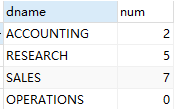 dname num
ACCOUNTING 2
RESEARCH 5
SALES 7
OPERATIONS 0